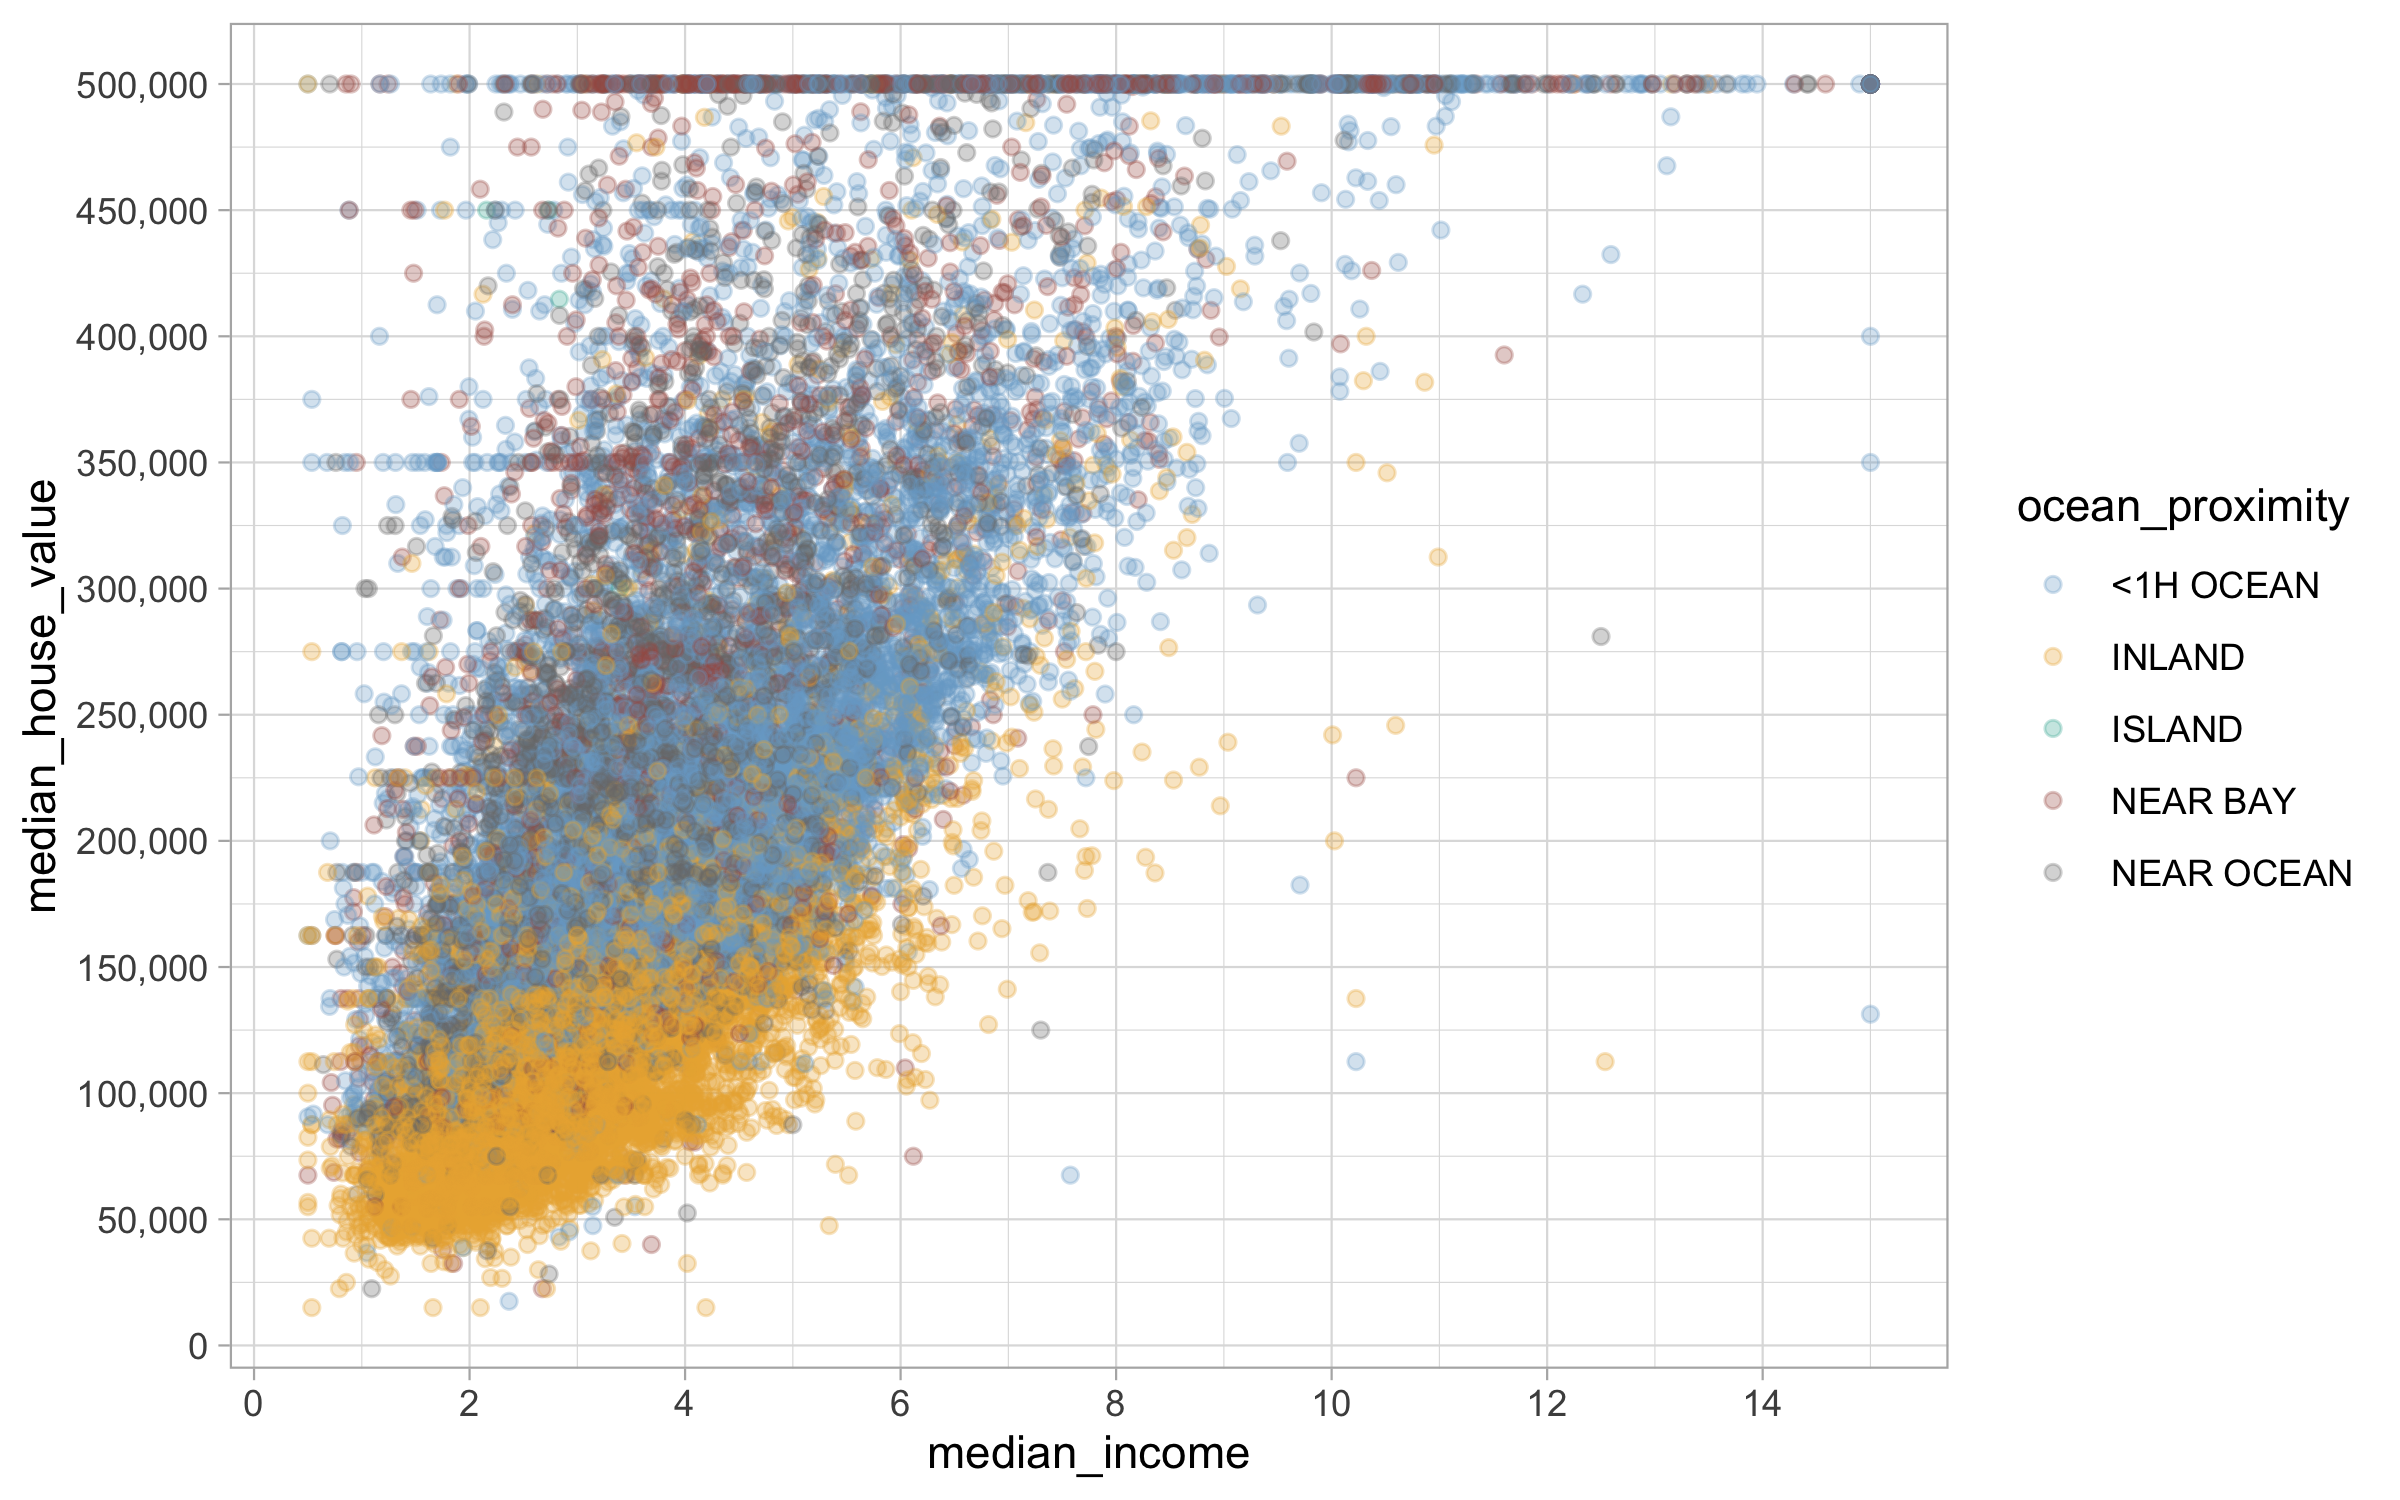 median_house_value
500,000
450,000
400,000
350,000
300,000
250,000
200,000
150,000
100,000
50,000
0
0 2 4 6 8 10 12 14
median_income
ocean_proximity
<1H OCEAN
INLAND
ISLAND
NEAR BAY
NEAR OCEAN